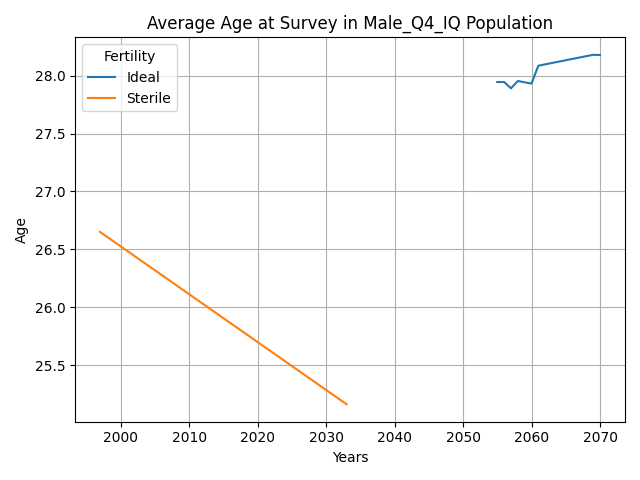 Average Age at Survey in Male_Q4_IQ Population
Fertility
Ideal
Sterile
28.0
27.5
27.0
26.5
26.0
25.5
Age
2000 2010 2020 2030 2040 2050 2060 2070
Years